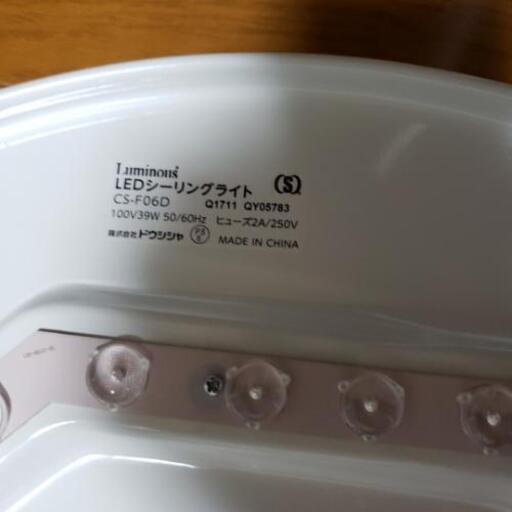 Luminous
LEDシーリングライト
CS-F06D Q1711 QY05783
100V39W 50/60Hz ヒューズ2A/250V
株式会社ドウシシャ PS E MADE IN CHINA
S